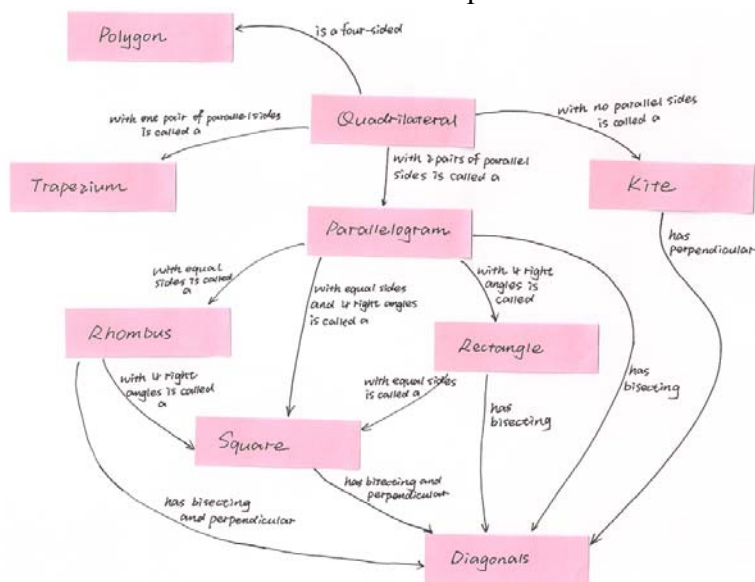 Polygon
is a four-sided
Quadrilateral
with one pair of parallel sides
is called a
with no parallel sides
is called a
Trapezium
with 2 pairs of parallel
sides is called a
Kite
Parallelogram
has
perpendicular
with equal
sides is called
a
with equal sides
and 4 right angles
is called a
with 4 right
angles is
called
Rhombus
Rectangle
with 4 right
angles is called
a
with equal sides
is called a
has
bisecting
has
bisecting
Square
has bisecting and
perpendicular
has bisecting
and perpendicular
Diagonals